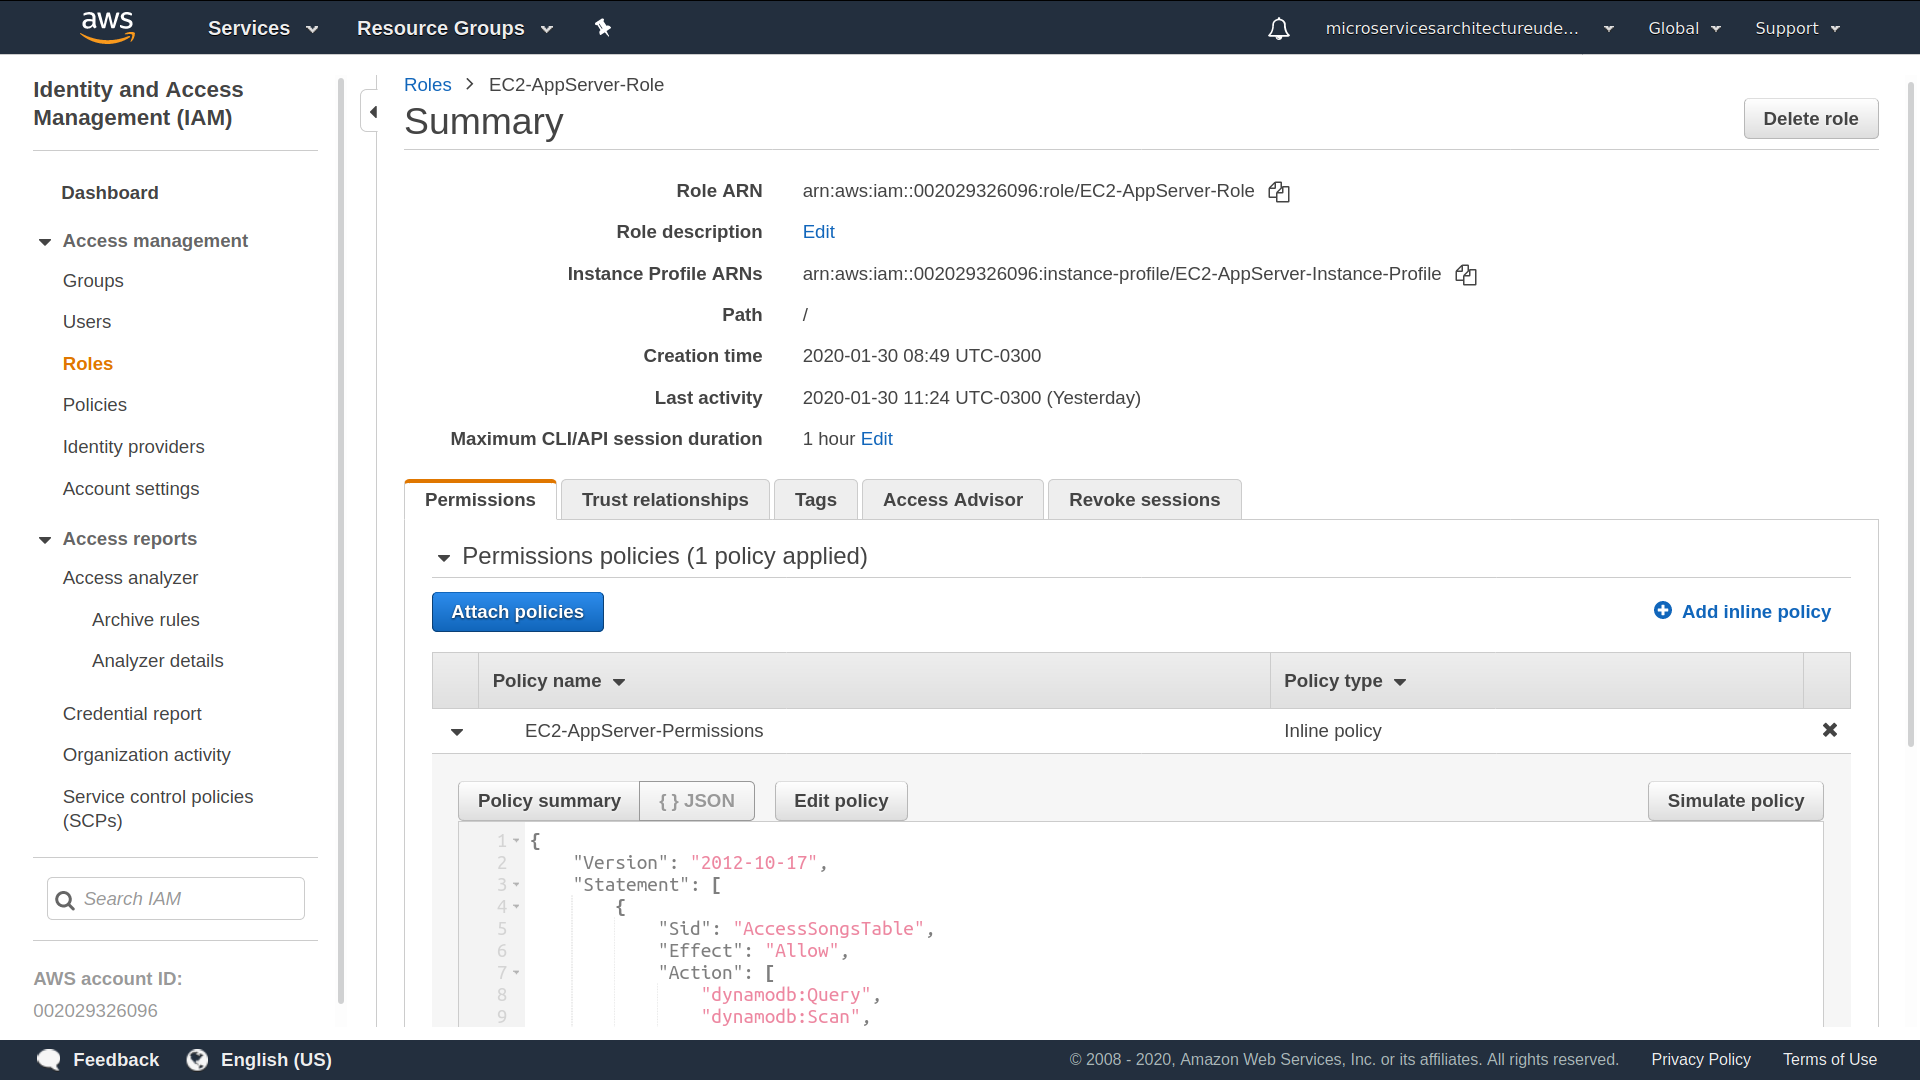 aws
Services
Resource Groups
microservicesarchitectureude...
Global
Support
Identity and Access
Management (IAM)
Dashboard
Access management
Groups
Users
Roles
Policies
Identity providers
Account settings
Access reports
Access analyzer
Archive rules
Analyzer details
Credential report
Organization activity
Service control policies
(SCPs)
Search IAM
AWS account ID:
002029326096
Roles > EC2-AppServer-Role
Summary
Delete role
Role ARN arn:aws:iam::002029326096:role/EC2-AppServer-Role
Role description Edit
Instance Profile ARNs arn:aws:iam::002029326096:instance-profile/EC2-AppServer-Instance-Profile
Path /
Creation time 2020-01-30 08:49 UTC-0300
Last activity 2020-01-30 11:24 UTC-0300 (Yesterday)
Maximum CLI/API session duration 1 hour Edit
Permissions
Trust relationships
Tags
Access Advisor
Revoke sessions
Permissions policies (1 policy applied)
Attach policies
Add inline policy
Policy name
Policy type
EC2-AppServer-Permissions
Inline policy
Policy summary
{ } JSON
Edit policy
Simulate policy
1 {
2     "Version": "2012-10-17",
3     "Statement": [
4         {
5             "Sid": "AccessSongsTable",
6             "Effect": "Allow",
7             "Action": [
8                 "dynamodb:Query",
9                 "dynamodb:Scan",
Feedback
English (US)
© 2008 - 2020, Amazon Web Services, Inc. or its affiliates. All rights reserved.
Privacy Policy
Terms of Use